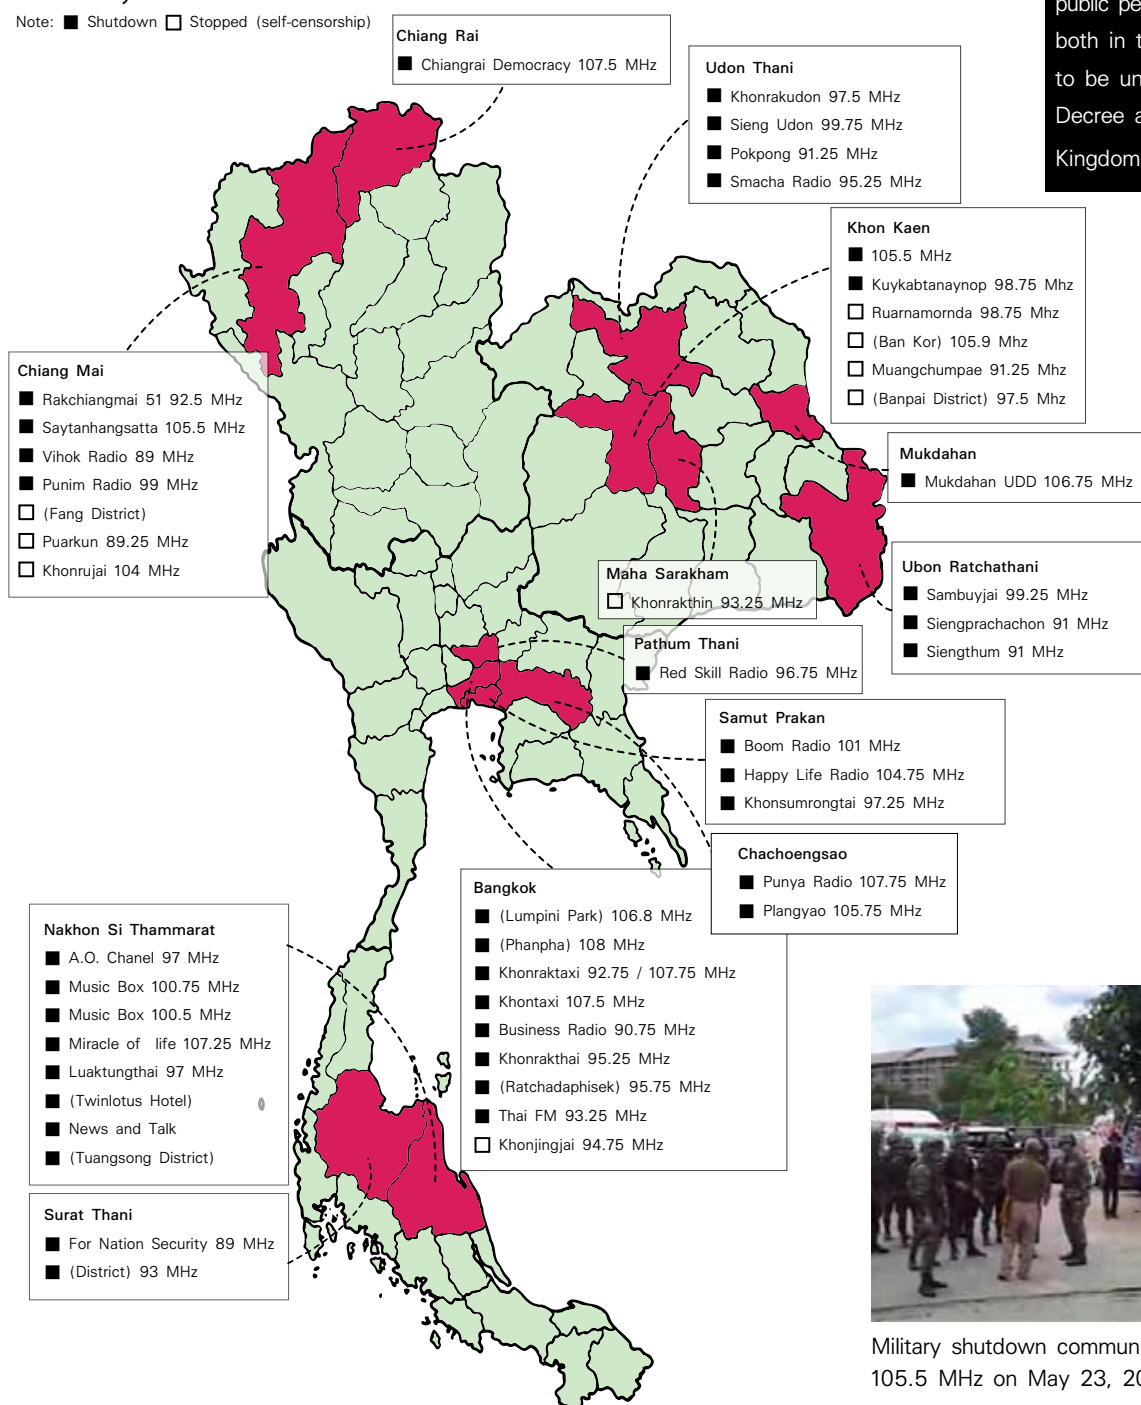 Note: ■ Shutdown □ Stopped (self-censorship)
public pe
both in t
to be un
Decree a
Kingdom
Chiang Rai
■ Chiangrai Democracy 107.5 MHz
Udon Thani
■ Khonrakudon 97.5 MHz
■ Sieng Udon 99.75 MHz
■ Pokpong 91.25 MHz
■ Smacha Radio 95.25 MHz
Khon Kaen
■ 105.5 MHz
■ Kuykabtanaynop 98.75 Mhz
□ Ruarnamornda 98.75 MHz
□ (Ban Kor) 105.9 Mhz
□ Muangchumpae 91.25 MHz
□ (Banpai District) 97.5 Mhz
Chiang Mai
■ Rakchiangmai 51 92.5 MHz
■ Saytanhangsatta 105.5 MHz
■ Vihok Radio 89 MHz
■ Punim Radio 99 MHz
□ (Fang District)
□ Puarkun 89.25 MHz
□ Khonrujai 104 MHz
Mukdahan
■ Mukdahan UDD 106.75 MHz
Ubon Ratchathani
■ Sambuyjai 99.25 MHz
■ Siengprachachon 91 MHz
■ Siengthum 91 MHz
Maha Sarakham
□ Khonrakthin 93.25 MHz
Pathum Thani
■ Red Skill Radio 96.75 MHz
Samut Prakan
■ Boom Radio 101 MHz
■ Happy Life Radio 104.75 MHz
■ Khonsumrongtai 97.25 MHz
Chachoengsao
■ Punya Radio 107.75 MHz
■ Plangyao 105.75 MHz
Bangkok
■ (Lumpini Park) 106.8 MHz
■ (Phanpha) 108 MHz
■ Khonraktaxi 92.75 / 107.75 MHz
■ Khontaxi 107.5 MHz
■ Business Radio 90.75 MHz
■ Khonrakthai 95.25 MHz
■ (Ratchadaphisek) 95.75 MHz
■ Thai FM 93.25 MHz
□ Khonjingjai 94.75 MHz
Nakhon Si Thammarat
■ A.O. Chanel 97 MHz
■ Music Box 100.75 MHz
■ Music Box 100.5 MHz
■ Miracle of life 107.25 MHz
■ Luaktungthai 97 MHz
■ (Twinlotus Hotel)
■ News and Talk
■ (Tuangsong District)
Surat Thani
■ For Nation Security 89 MHz
■ (District) 93 MHz
Military shutdown commun
105.5 MHz on May 23, 20